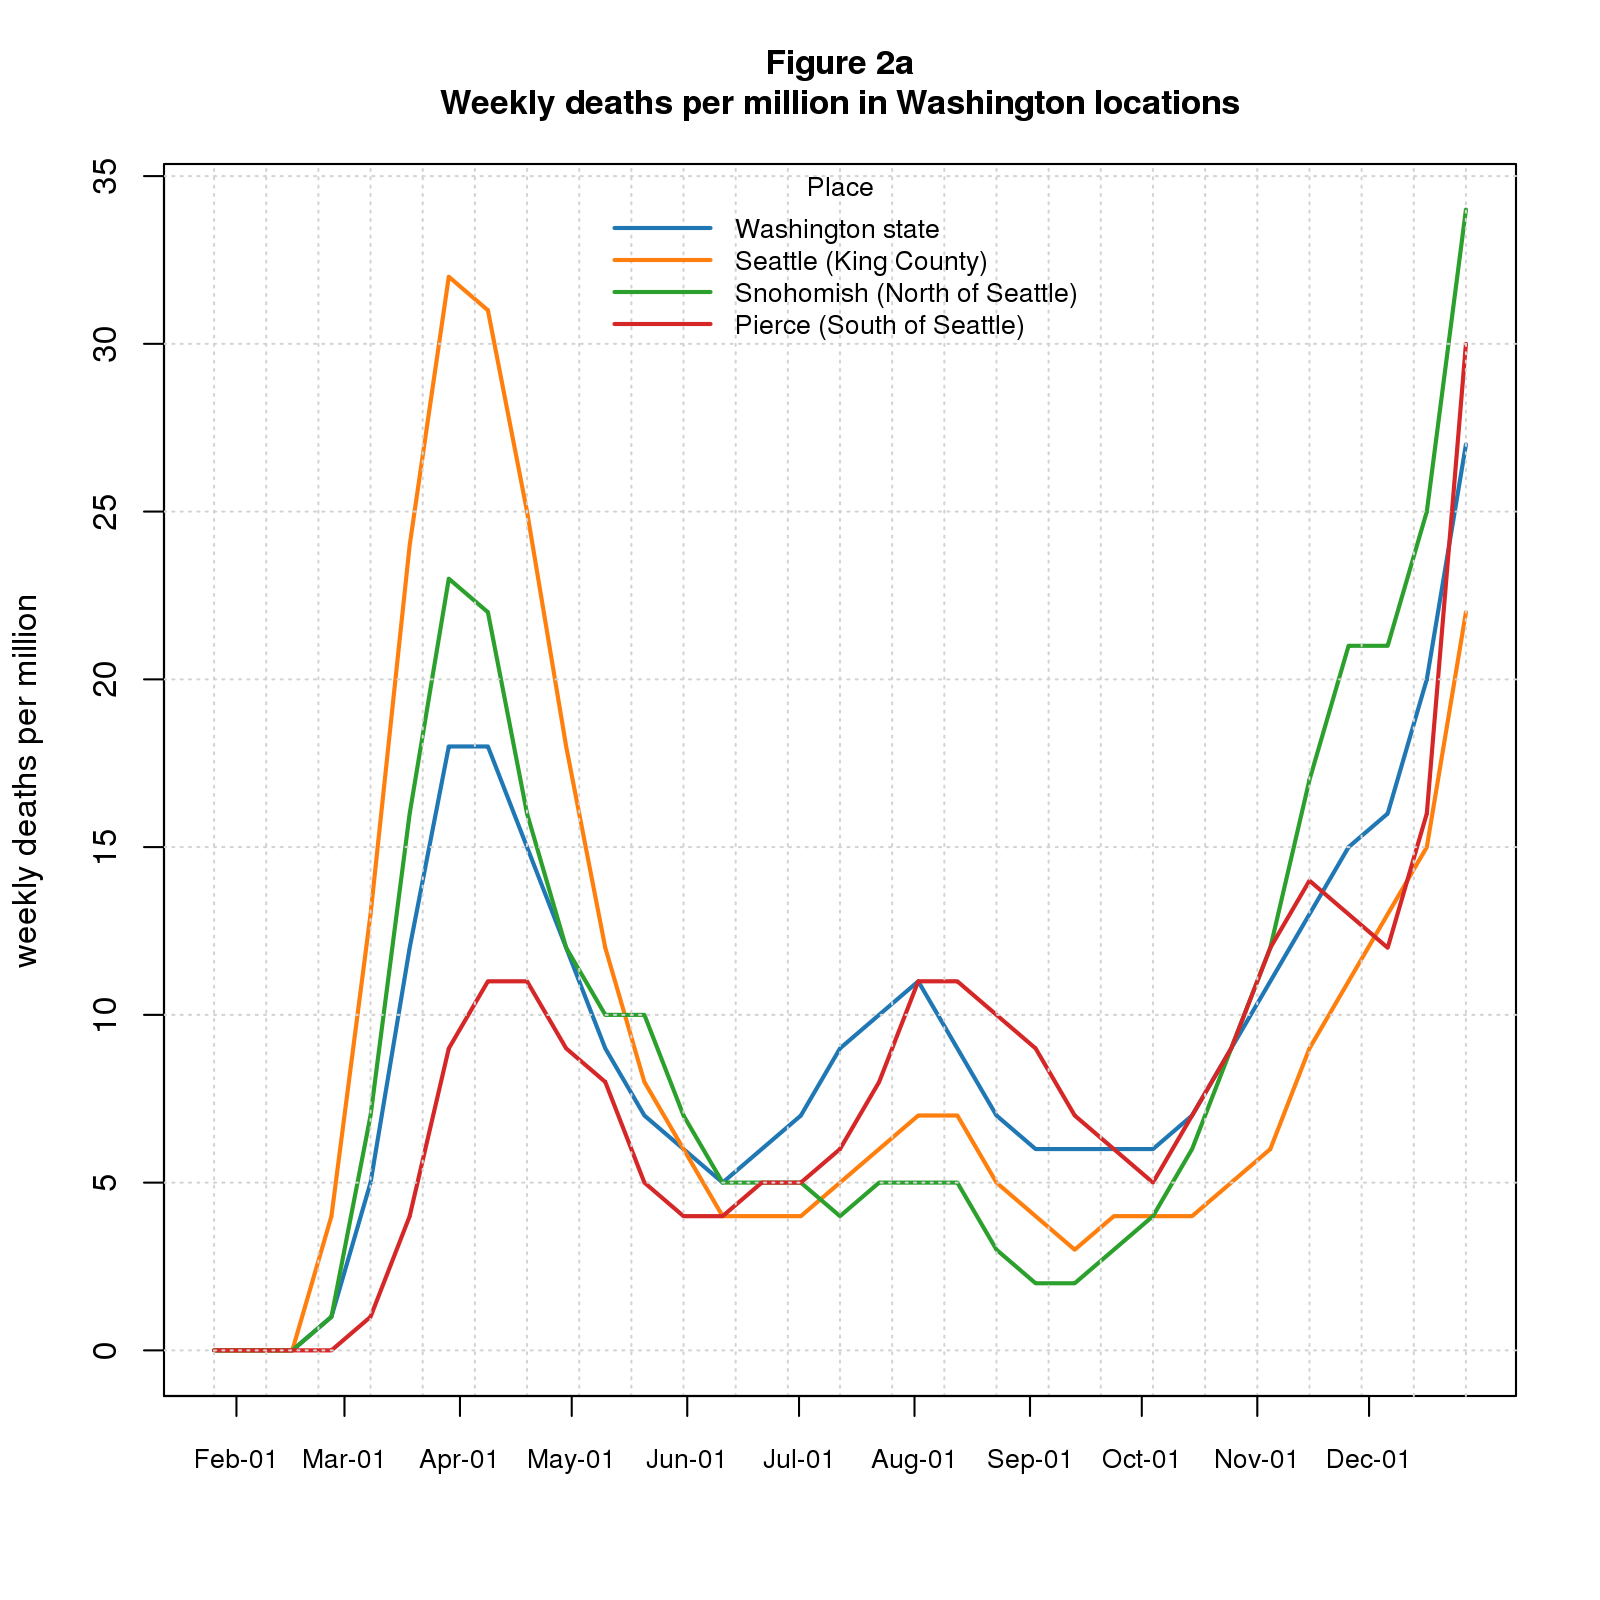 Figure 2a
Weekly deaths per million in Washington locations
Place
Washington state
Seattle (King County)
Snohomish (North of Seattle)
Pierce (South of Seattle)
weekly deaths per million
35
30
25
20
15
10
5
0
Feb-01 Mar-01 Apr-01 May-01 Jun-01 Jul-01 Aug-01 Sep-01 Oct-01 Nov-01 Dec-01